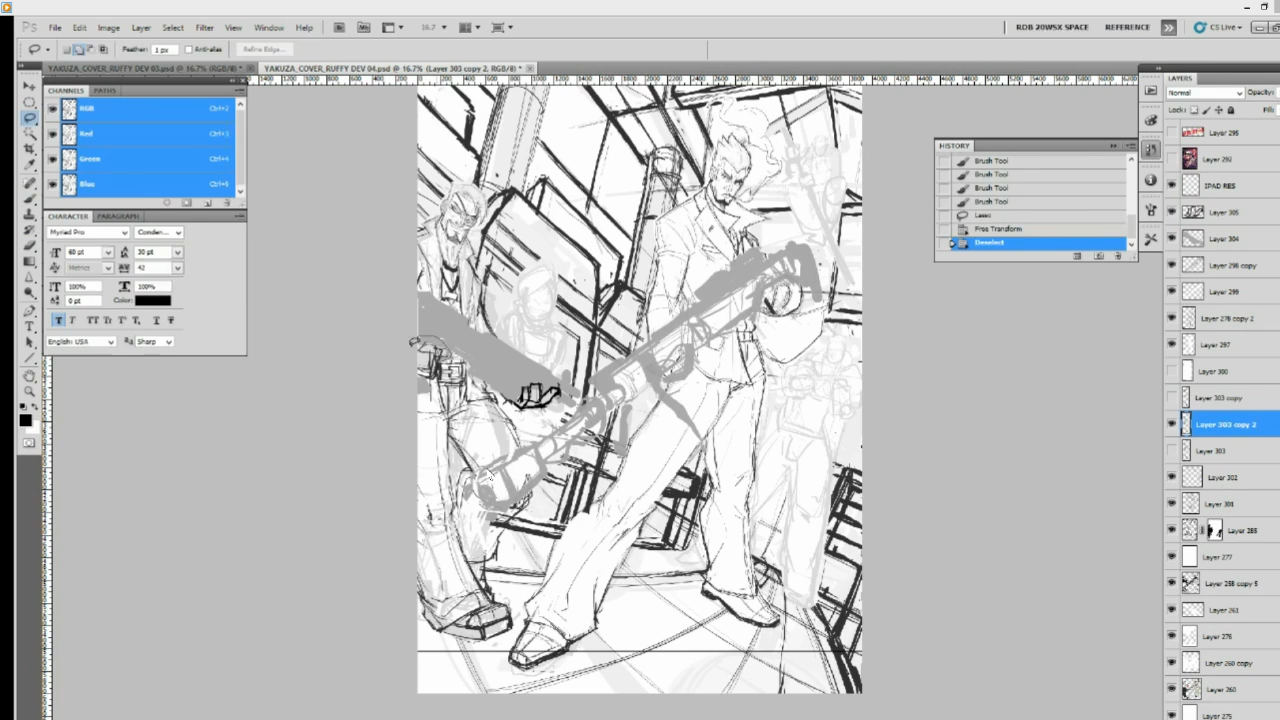 Ps File Edit Image Layer Select Filter View Window Help 16.7 ROB 20WSX SPACE REFERENCE CS Live
Feather: 1 px Anti-alias Refine Edge...
YAKUZA_COVER_RUFFY DEV 03.psd @ 16.7% (RGB/8) * YAKUZA_COVER_RUFFY DEV 04.psd @ 16.7% (Layer 303 copy 2, RGB/8) *
CHANNELS PATHS
RGB Ctrl+2
Red Ctrl+3
Green Ctrl+4
Blue Ctrl+5
CHARACTER PARAGRAPH
Myriad Pro Conden...
60 pt 30 pt
Metrics 42
100% 100%
0 pt Color:
English: USA Sharp
HISTORY
Brush Tool
Brush Tool
Brush Tool
Brush Tool
Lasso
Free Transform
Deselect
LAYERS
Normal Opacity:
Lock: Fill:
Layer 295
Layer 292
IPAD RES
Layer 305
Layer 304
Layer 298 copy
Layer 299
Layer 278 copy 2
Layer 297
Layer 300
Layer 303 copy
Layer 303 copy 2
Layer 303
Layer 302
Layer 301
Layer 288
Layer 277
Layer 258 copy 5
Layer 261
Layer 276
Layer 260 copy
Layer 260
Layer 275